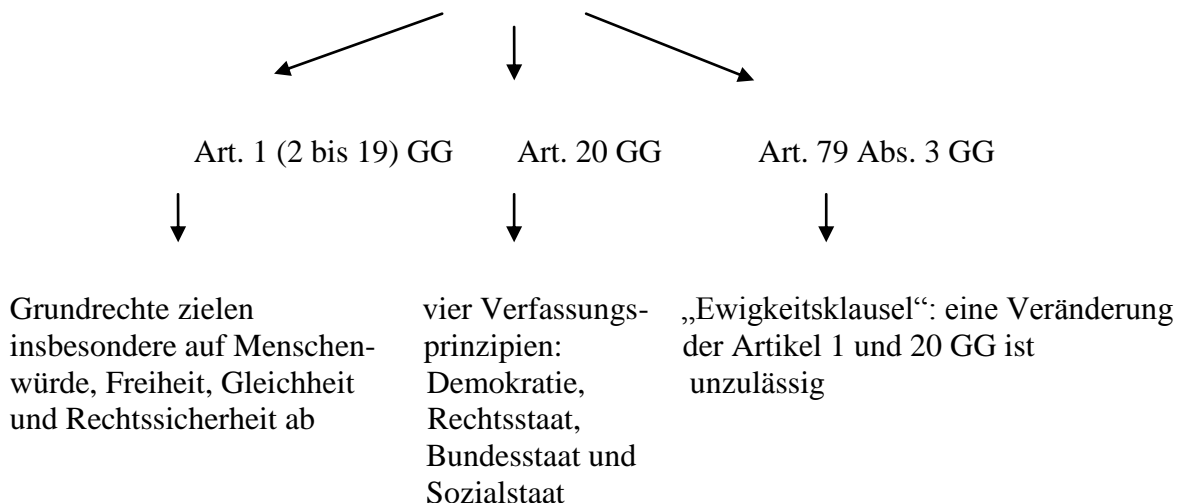 Art. 1 (2 bis 19) GG
Art. 20 GG
Art. 79 Abs. 3 GG
Grundrechte zielen
insbesondere auf Menschen-
würde, Freiheit, Gleichheit
und Rechtssicherheit ab
vier Verfassungs-
prinzipien:
Demokratie,
Rechtsstaat,
Bundesstaat und
Sozialstaat
„Ewigkeitsklausel“: eine Veränderung
der Artikel 1 und 20 GG ist
unzulässig